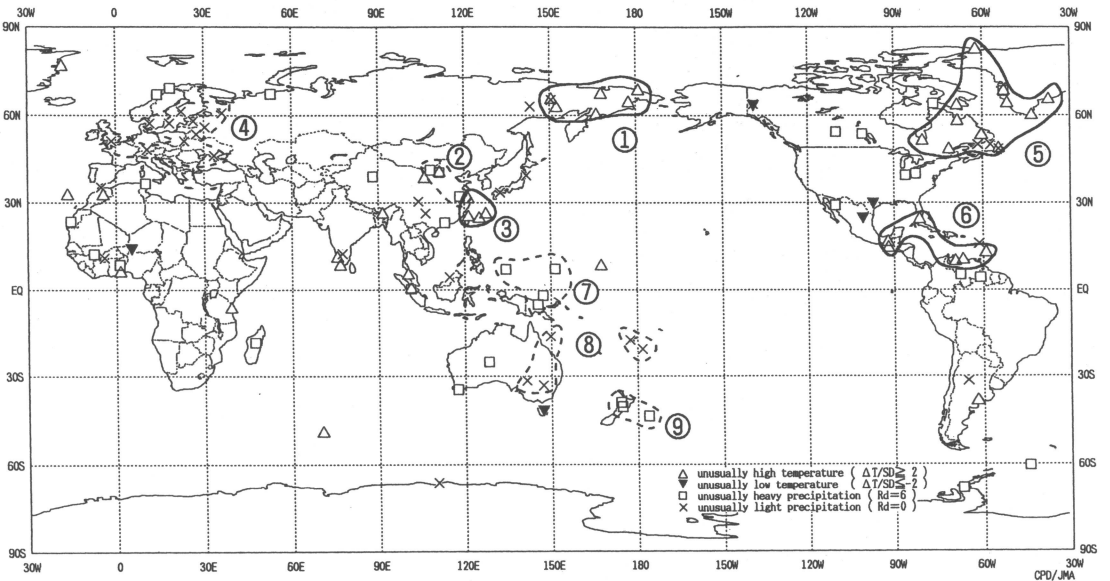 30W 0 30E 60E 90E 120E 150E 180 150W 120W 90W 60W 30W
90N 90N
60N 60N
30N 30N
EQ EQ
30S 30S
60S 60S
90S 90S
① ② ③ ④ ⑤ ⑥ ⑦ ⑧ ⑨
△ unusually high temperature ( ΔT/SD≧ 2 )
▼ unusually low temperature ( ΔT/SD≦-2 )
□ unusually heavy precipitation ( Rd=6 )
× unusually light precipitation ( Rd=0 )
30W 0 30E 60E 90E 120E 150E 180 150W 120W 90W 60W 30W
CPD/JMA